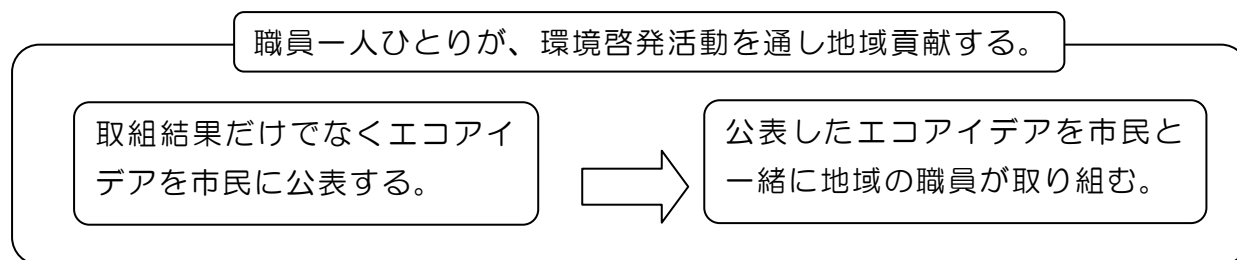 職員一人ひとりが、環境啓発活動を通し地域貢献する。
取組結果だけでなくエコアイ
デアを市民に公表する。
公表したエコアイデアを市民と
一緒に地域の職員が取り組む。